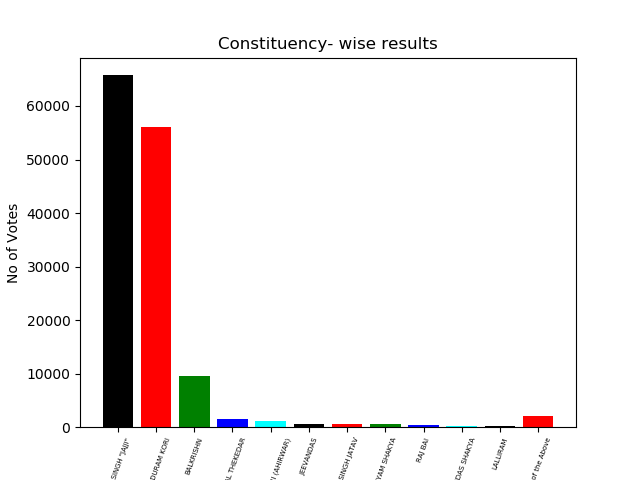 Constituency- wise results
No of Votes
60000
50000
40000
30000
20000
10000
0
SINGH "JAJJI"
DURAM KORI
BALKRISHN
L THEKEDAR
I (AHIRWAR)
JEEVANDAS
SINGH JATAV
YAM SHAKYA
RAJ BAI
DAS SHAKYA
LALLURAM
of the Above